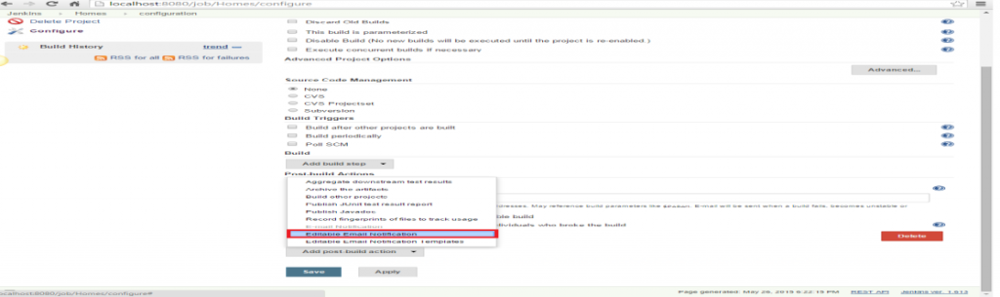 localhost:8080/job/Homes/configure
Jenkins > Homes > configuration
Delete Project
Configure
Build History trend —
RSS for all RSS for failures
Discard Old Builds
This build is parameterized
Disable Build (No new builds will be executed until the project is re-enabled.)
Execute concurrent builds if necessary
Advanced Project Options
Advanced...
Source Code Management
None
CVS
CVS Projectset
Subversion
Build Triggers
Build after other projects are built
Build periodically
Poll SCM
Build
Add build step
Post-build Actions
Aggregate downstream test results
Archive the artifacts
Build other projects
Publish JUnit test result report
Publish Javadoc
Record fingerprints of files to track usage
E-mail Notification
Editable Email Notification
Editable Email Notification Templates
resses. May reference build parameters like $PARAM. E-mail will be sent when a build fails, becomes unstable or
ble build
dividuals who broke the build
Delete
Add post-build action
Save Apply
ocalhost:8080/job/Homes/configure#
Page generated: May 26, 2015 6:22:15 PM REST API Jenkins ver. 1.613